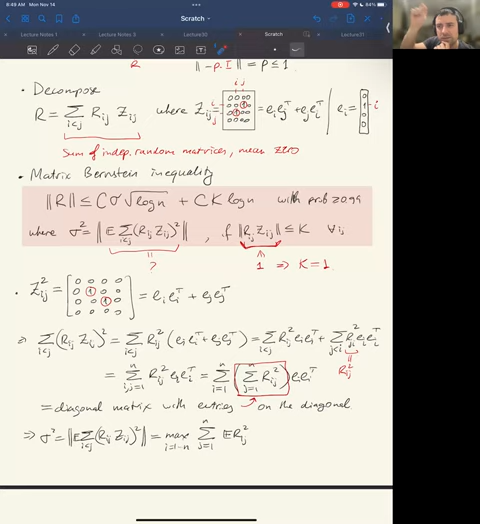 8:49 AM Mon Nov 14
84%
Scratch
Lecture Notes 1
Lecture Notes 3
Lecture30
Scratch
Lecture31
R ‖-p.I‖ = p ≤ 1
• Decompose
R = Σ_{i<j} R_ij Z_ij where Z_ij = = e_i e_j^T + e_j e_i^T | e_i =
Sum of indep. random matrices, mean zero
• Matrix Bernstein inequality
‖R‖ ≤ Cσ√logn + CK logn with prob 0.99
where σ² = ‖E Σ_{i<j} (R_ij Z_ij)²‖ , if ‖R_ij Z_ij‖ ≤ K ∀ij
? 1 ⇒ K=1
• Z_ij² = = e_i e_i^T + e_j e_j^T
⇒ Σ_{i<j} (R_ij Z_ij)² = Σ_{i<j} R_ij² (e_i e_i^T + e_j e_j^T) = Σ_{i<j} R_ij² e_i e_i^T + Σ_{j<i} R_ji² e_i e_i^T
R_ij²
= Σ_{i,j=1}^n R_ij² e_i e_i^T = Σ_{i=1}^n (Σ_{j=1}^n R_ij²) e_i e_i^T
= diagonal matrix with entries on the diagonal.
⇒ σ² = ‖E Σ_{i<j} (R_ij Z_ij)²‖ = max_{i=1-n} Σ_{j=1}^n E R_ij²